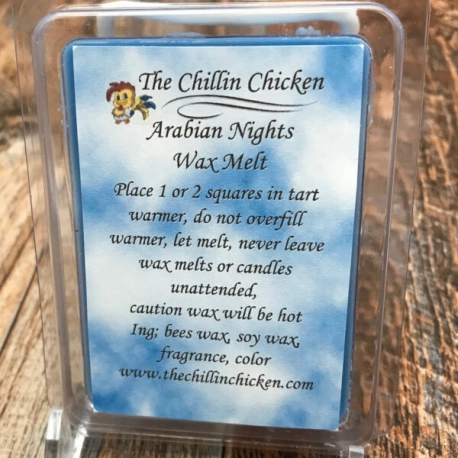 The Chillin Chicken
Arabian Nights
Wax Melt
Place 1 or 2 squares in tart
warmer, do not overfill
warmer, let melt, never leave
wax melts or candles
unattended,
caution wax will be hot
Ing; bees wax, soy wax,
fragrance, color
www.thechillinchicken.com